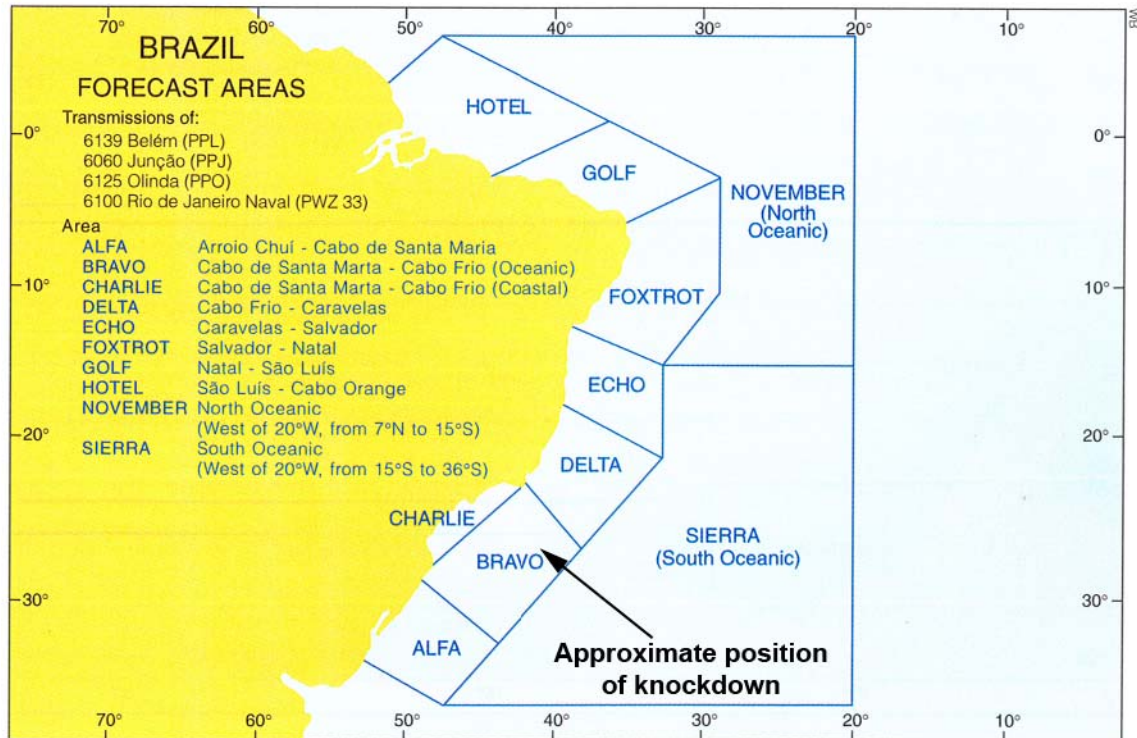 70°
60°
50°
40°
30°
20°
10°
WB
BRAZIL
FORECAST AREAS
Transmissions of:
6139 Belém (PPL)
6060 Junção (PPJ)
6125 Olinda (PPO)
6100 Rio de Janeiro Naval (PWZ 33)
Area
ALFA Arroio Chuí - Cabo de Santa Maria
BRAVO Cabo de Santa Marta - Cabo Frio (Oceanic)
CHARLIE Cabo de Santa Marta - Cabo Frio (Coastal)
DELTA Cabo Frio - Caravelas
ECHO Caravelas - Salvador
FOXTROT Salvador - Natal
GOLF Natal - São Luís
HOTEL São Luís - Cabo Orange
NOVEMBER North Oceanic
(West of 20°W, from 7°N to 15°S)
SIERRA South Oceanic
(West of 20°W, from 15°S to 36°S)
0°
10°
20°
30°
HOTEL
GOLF
NOVEMBER
(North
Oceanic)
FOXTROT
ECHO
DELTA
CHARLIE
BRAVO
SIERRA
(South Oceanic)
ALFA
Approximate position
of knockdown
0°
10°
20°
30°
70°
60°
50°
40°
30°
20°
10°